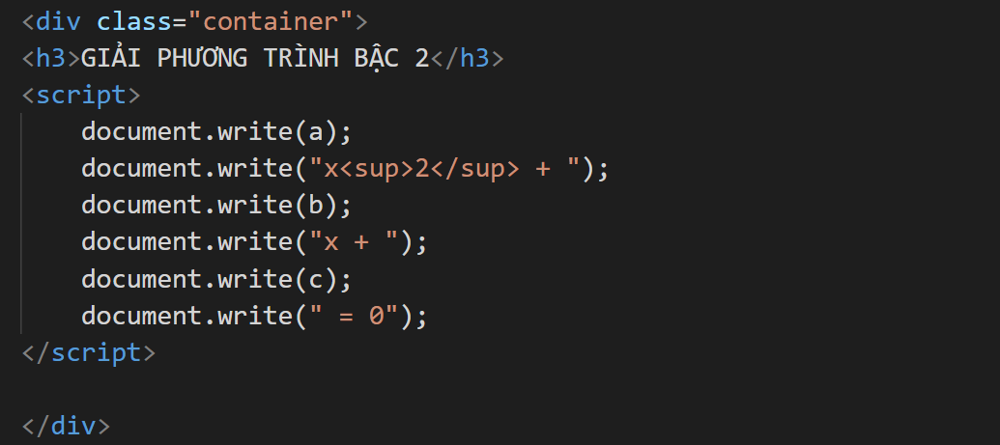 <div class="container">
<h3>GIẢI PHƯƠNG TRÌNH BẬC 2</h3>
<script>
    document.write(a);
    document.write("x<sup>2</sup> + ");
    document.write(b);
    document.write("x + ");
    document.write(c);
    document.write(" = 0");
</script>
</div>